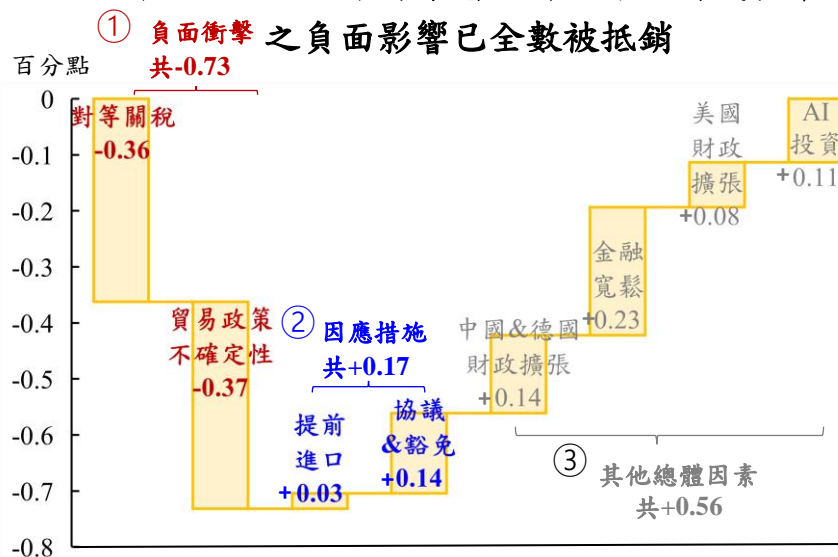 ① 負面衝擊 之負面影響已全數被抵銷
共-0.73
百分點
0
-0.1
-0.2
-0.3
-0.4
-0.5
-0.6
-0.7
-0.8
對等關稅
-0.36
貿易政策
不確定性
-0.37
② 因應措施
共+0.17
提前
進口
+0.03
協議
&豁免
+0.14
中國&德國
財政擴張
+0.14
金融
寬鬆
+0.23
美國
財政
擴張
+0.08
AI
投資
+0.11
③ 其他總體因素
共+0.56